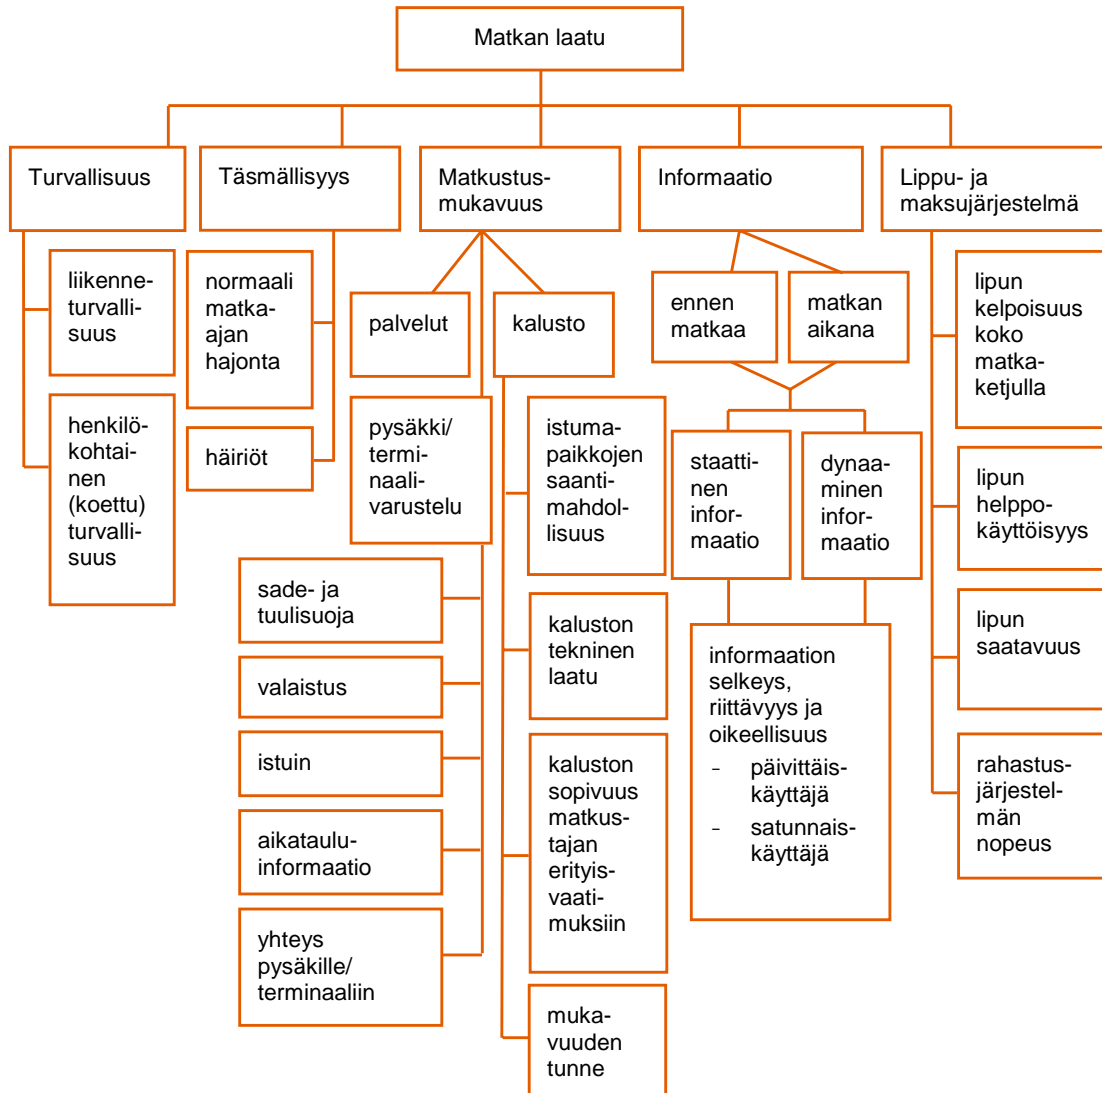 Matkan laatu
Turvallisuus
Täsmällisyys
Matkustus-
mukavuus
Informaatio
Lippu- ja
maksujärjestelmä
liikenne-
turvalli-
suus
henkilö-
kohtai-
nen
(koettu)
turvalli-
suus
normaali
matka-
ajan
hajonta
häiriöt
palvelut
kalusto
pysäkki/
termi-
naali-
varustelu
sade- ja
tuulisuoja
valaistus
istuin
aikataulu-
informaatio
yhteys
pysäkille/
terminaaliin
istuma-
paikkojen
saanti-
mahdol-
lisuus
kaluston
tekninen
laatu
kaluston
sopivuus
matkus-
tajan
erityis-
vaati-
muksiin
muka-
vuuden
tunne
ennen
matkaa
matkan
aikana
staatti-
nen
infor-
maatio
dynaa-
minen
infor-
maatio
informaation
selkeys,
riittävyys ja
oikeellisuus
- päivittäis-
käyttäjä
- satunnais-
käyttäjä
lipun
kelpoisuus
koko
matka-
ketjulla
lipun
helppo-
käyttöisyys
lipun
saatavuus
rahastus-
järjestel-
män
nopeus